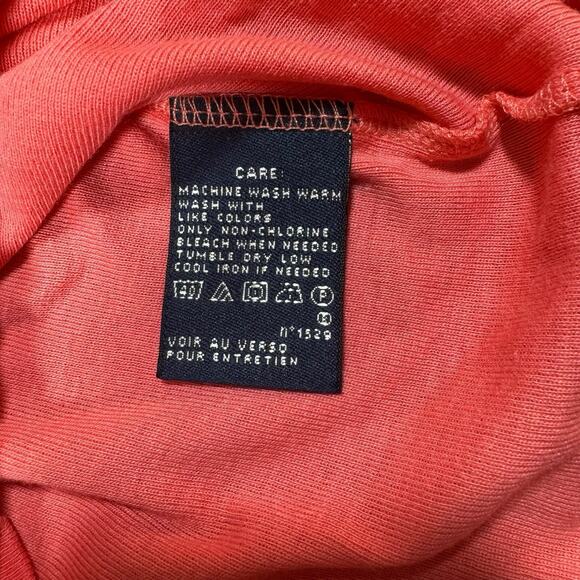 CARE:
MACHINE WASH WARM
WASH WITH
LIKE COLORS
ONLY NON-CHLORINE
BLEACH WHEN NEEDED
TUMBLE DRY LOW
COOL IRON IF NEEDED
40 P
n°1529
VOIR AU VERSO
POUR ENTRETIEN